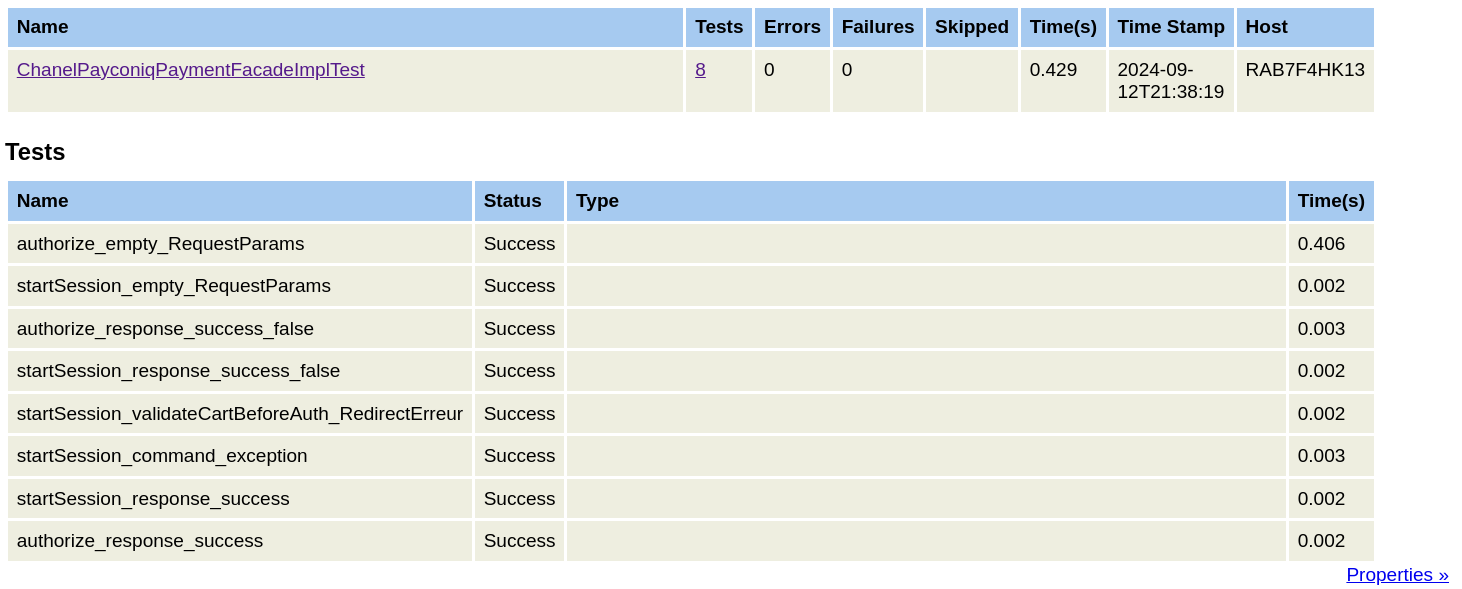 Name Tests Errors Failures Skipped Time(s) Time Stamp Host
ChanelPayconiqPaymentFacadeImplTest 8 0 0 0.429 2024-09-
12T21:38:19 RAB7F4HK13
Tests
Name Status Type Time(s)
authorize_empty_RequestParams Success 0.406
startSession_empty_RequestParams Success 0.002
authorize_response_success_false Success 0.003
startSession_response_success_false Success 0.002
startSession_validateCartBeforeAuth_RedirectErreur Success 0.002
startSession_command_exception Success 0.003
startSession_response_success Success 0.002
authorize_response_success Success 0.002
Properties »